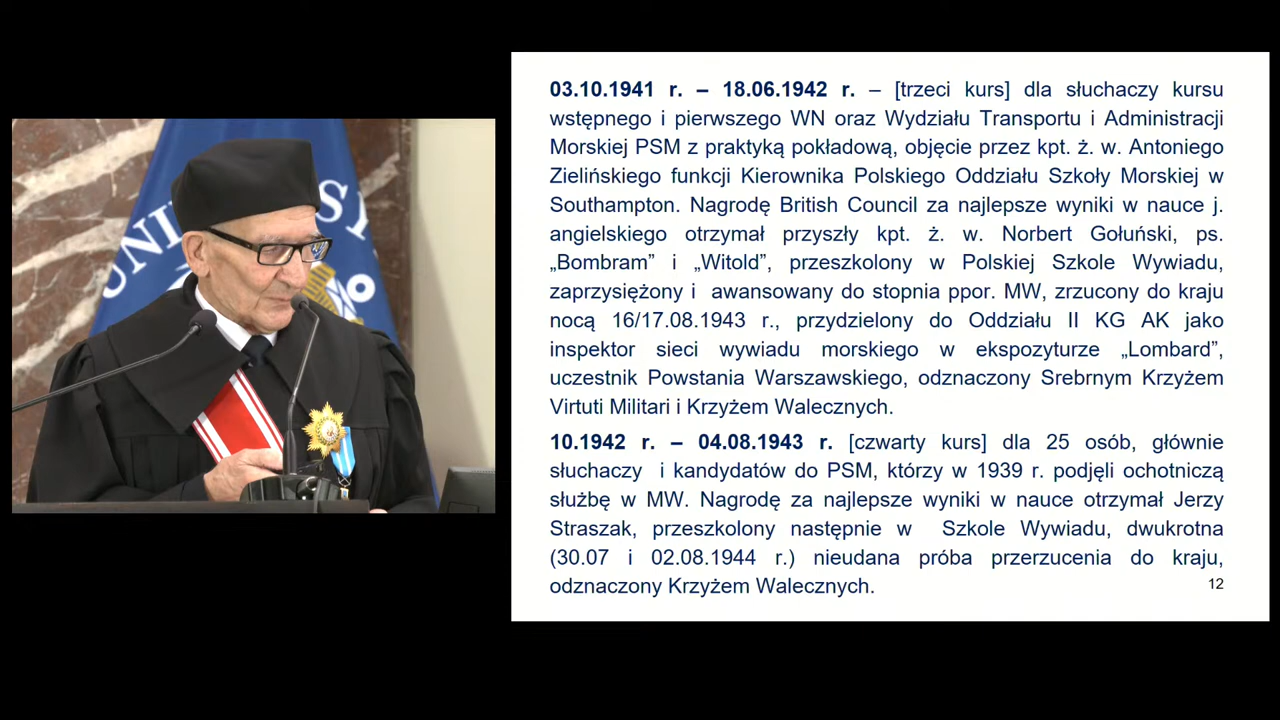 UNI
SY
03.10.1941 r. – 18.06.1942 r. – [trzeci kurs] dla słuchaczy kursu
wstępnego i pierwszego WN oraz Wydziału Transportu i Administracji
Morskiej PSM z praktyką pokładową, objęcie przez kpt. ż. w. Antoniego
Zielińskiego funkcji Kierownika Polskiego Oddziału Szkoły Morskiej w
Southampton. Nagrodę British Council za najlepsze wyniki w nauce j.
angielskiego otrzymał przyszły kpt. ż. w. Norbert Gołuński, ps.
„Bombram” i „Witold”, przeszkolony w Polskiej Szkole Wywiadu,
zaprzysiężony i awansowany do stopnia ppor. MW, zrzucony do kraju
nocą 16/17.08.1943 r., przydzielony do Oddziału II KG AK jako
inspektor sieci wywiadu morskiego w ekspozyturze „Lombard”,
uczestnik Powstania Warszawskiego, odznaczony Srebrnym Krzyżem
Virtuti Militari i Krzyżem Walecznych.
10.1942 r. – 04.08.1943 r. [czwarty kurs] dla 25 osób, głównie
słuchaczy i kandydatów do PSM, którzy w 1939 r. podjęli ochotniczą
służbę w MW. Nagrodę za najlepsze wyniki w nauce otrzymał Jerzy
Straszak, przeszkolony następnie w Szkole Wywiadu, dwukrotna
(30.07 i 02.08.1944 r.) nieudana próba przerzucenia do kraju,
odznaczony Krzyżem Walecznych.
12